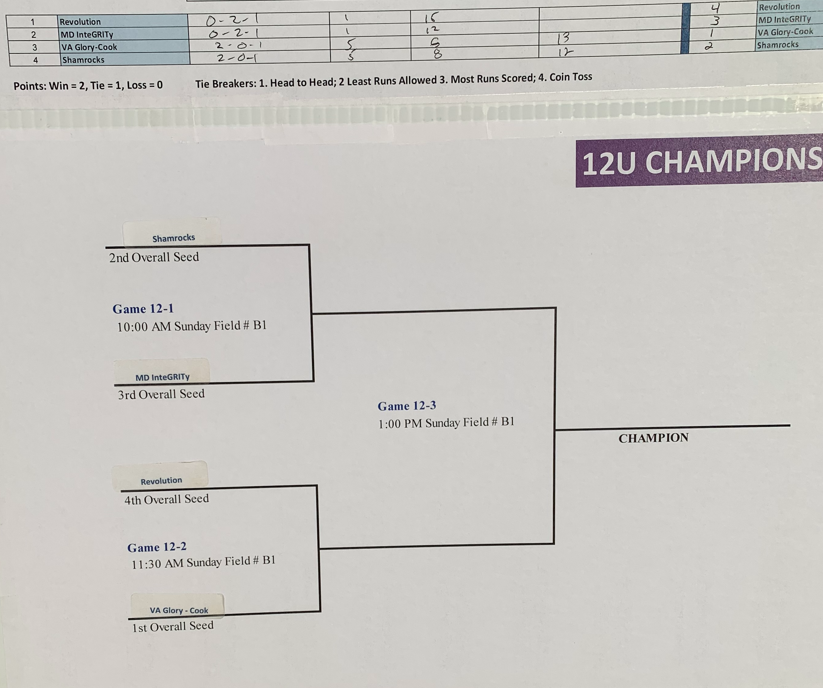 1 Revolution 0-2-1 1 15 4 Revolution
2 MD InteGRITy 0-2-1 1 12 3 MD InteGRITy
3 VA Glory-Cook 2-0-1 5 6 13 1 VA Glory-Cook
4 Shamrocks 2-0-1 5 8 12 2 Shamrocks
Points: Win = 2, Tie = 1, Loss = 0 Tie Breakers: 1. Head to Head; 2 Least Runs Allowed 3. Most Runs Scored; 4. Coin Toss
12U CHAMPIONS
Shamrocks
2nd Overall Seed
Game 12-1
10:00 AM Sunday Field # B1
MD InteGRITy
3rd Overall Seed
Game 12-3
1:00 PM Sunday Field # B1
CHAMPION
Revolution
4th Overall Seed
Game 12-2
11:30 AM Sunday Field # B1
VA Glory - Cook
1st Overall Seed